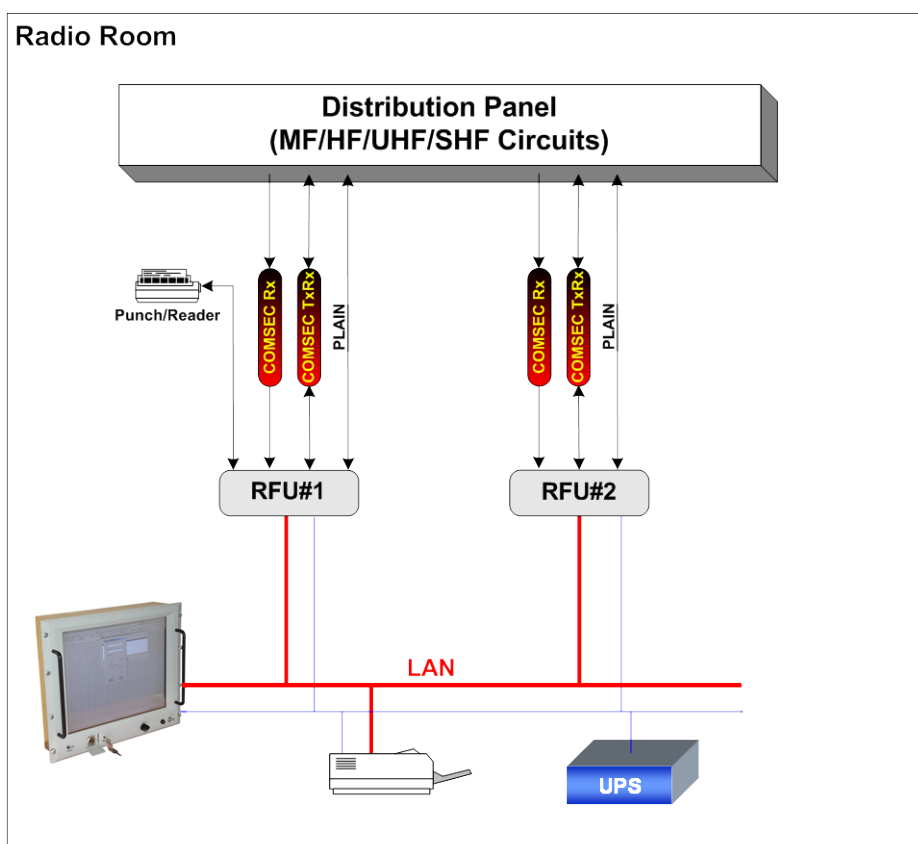 Radio Room
Distribution Panel
(MF/HF/UHF/SHF Circuits)
Punch/Reader
COMSEC Rx
COMSEC TxRx
PLAIN
COMSEC Rx
COMSEC TxRx
PLAIN
RFU#1
RFU#2
LAN
UPS